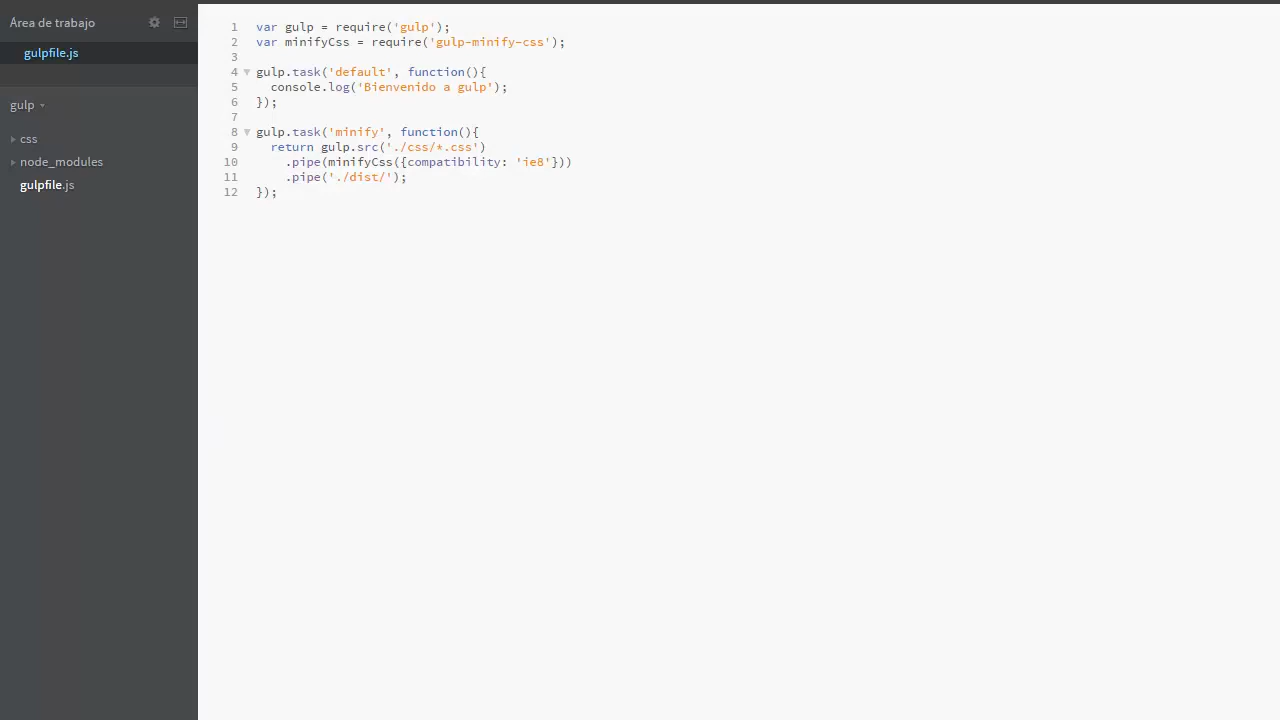 Área de trabajo
gulpfile.js
gulp
css
node_modules
gulpfile.js
1 var gulp = require('gulp');
2 var minifyCss = require('gulp-minify-css');
3
4 gulp.task('default', function(){
5 console.log('Bienvenido a gulp');
6 });
7
8 gulp.task('minify', function(){
9 return gulp.src('./css/*.css')
10 .pipe(minifyCss({compatibility: 'ie8'}))
11 .pipe('./dist/');
12 });